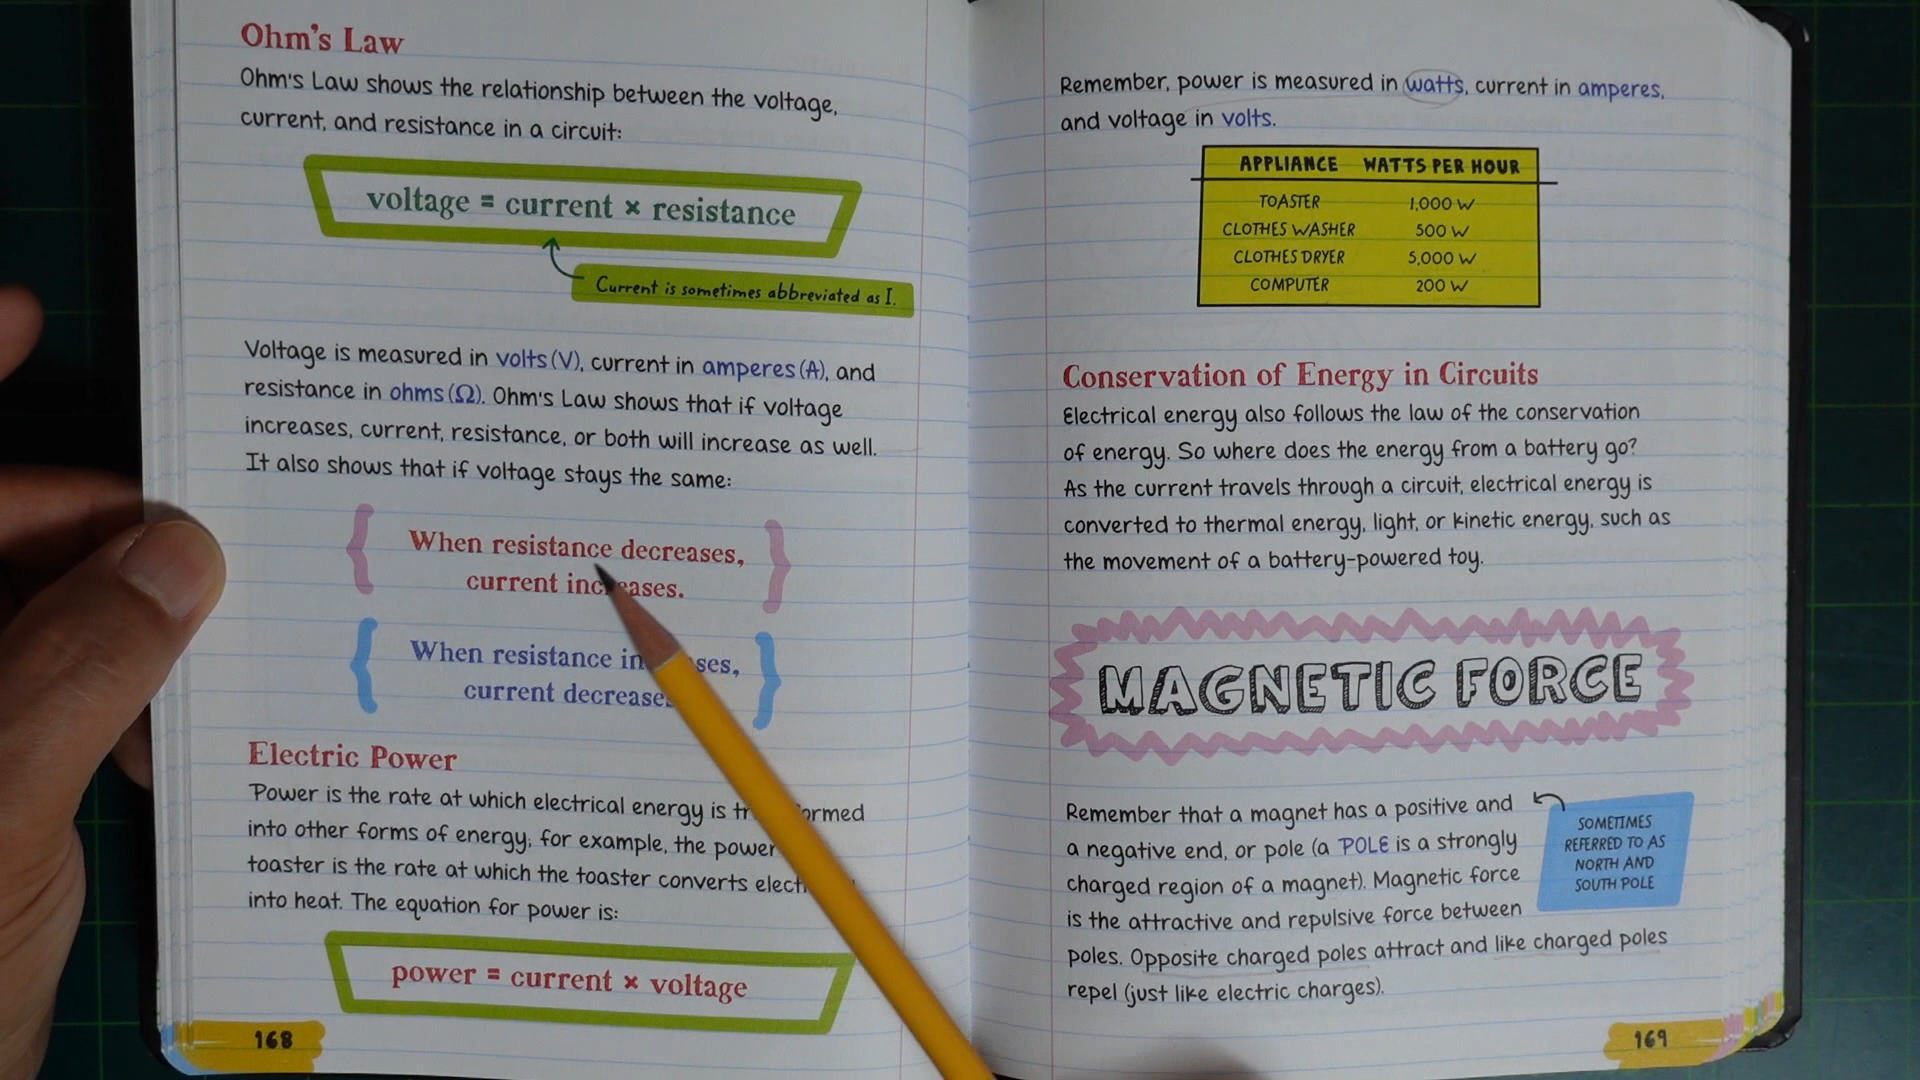 Ohm's Law
Ohm's Law shows the relationship between the voltage,
current, and resistance in a circuit:
voltage = current × resistance
Current is sometimes abbreviated as I.
Voltage is measured in volts (V), current in amperes (A), and
resistance in ohms (Ω). Ohm's Law shows that if voltage
increases, current, resistance, or both will increase as well.
It also shows that if voltage stays the same:
When resistance decreases,
current increases.
When resistance
current
Electric Power
Power is the rate at which electrical energy is
into other forms of energy; for example, the power
toaster is the rate at which the toaster converts
into heat. The equation for power is:
power = current × voltage
168
Remember, power is measured in watts, current in amperes,
and voltage in volts.
APPLIANCE WATTS PER HOUR
TOASTER 1,000 W
CLOTHES WASHER 500 W
CLOTHES DRYER 5,000 W
COMPUTER 200 W
Conservation of Energy in Circuits
Electrical energy also follows the law of the conservation
of energy. So where does the energy from a battery go?
As the current travels through a circuit, electrical energy is
converted to thermal energy, light, or kinetic energy, such as
the movement of a battery-powered toy.
MAGNETIC FORCE
Remember that a magnet has a positive and
a negative end, or pole (a POLE is a strongly
charged region of a magnet). Magnetic force
is the attractive and repulsive force between
poles. Opposite charged poles attract and like charged poles
repel (just like electric charges).
SOMETIMES
REFERRED TO AS
NORTH AND
SOUTH POLE
169